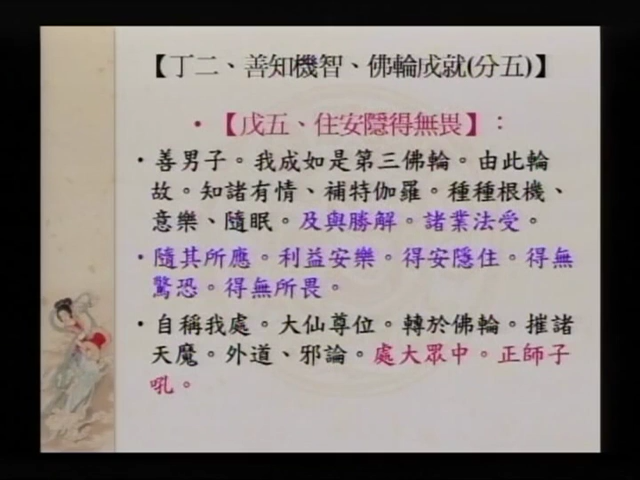 【丁二、善知機智、佛輪成就(分五)】
•【戊五、住安隱得無畏】：
•善男子。我成如是第三佛輪。由此輪
故。知諸有情、補特伽羅。種種根機、
意樂、隨眠。及與勝解。諸業法受。
•隨其所應。利益安樂。得安隱住。得無
驚恐。得無所畏。
•自稱我處。大仙尊位。轉於佛輪。摧諸
天魔。外道、邪論。處大眾中。正師子
吼。